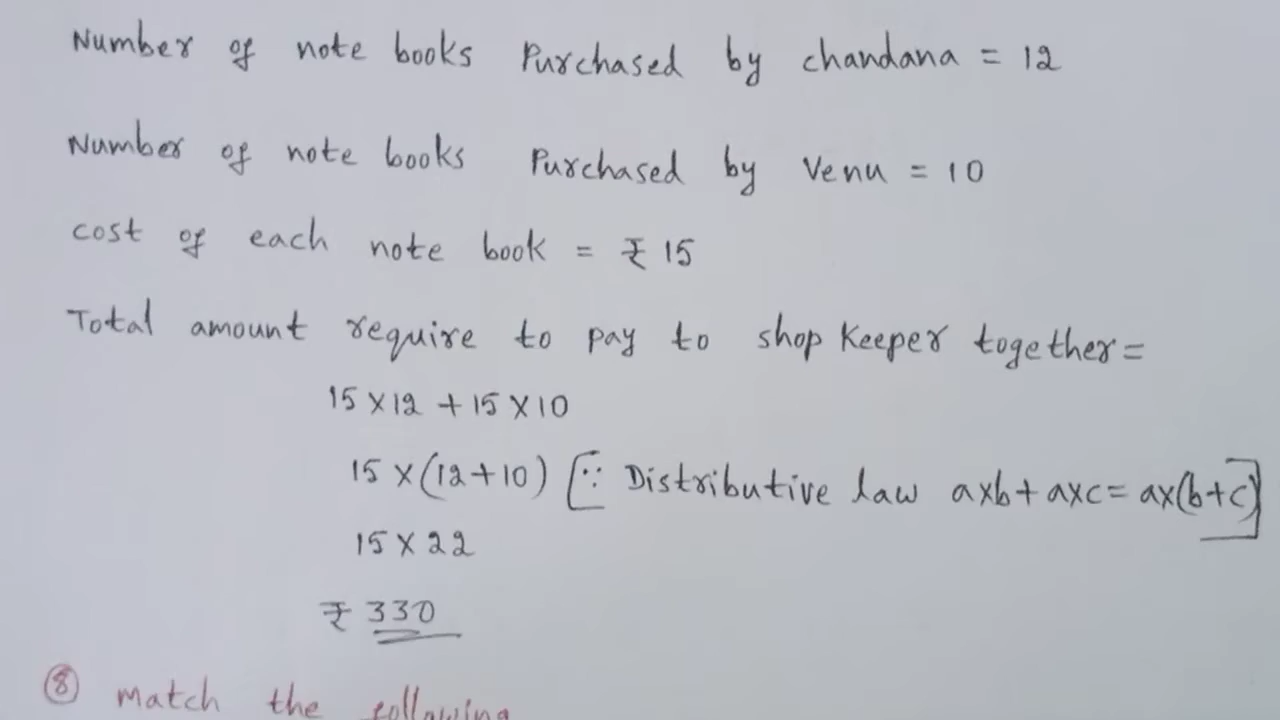 Number of note books Purchased by chandana = 12
Number of note books Purchased by Venu = 10
cost of each note book = ₹ 15
Total amount require to pay to shop Keeper together =
15 × 12 + 15 × 10
15 × (12 + 10) [∵ Distributive law a×b + a×c = a×(b+c)]
15 × 22
₹ 330
⑧ match the following